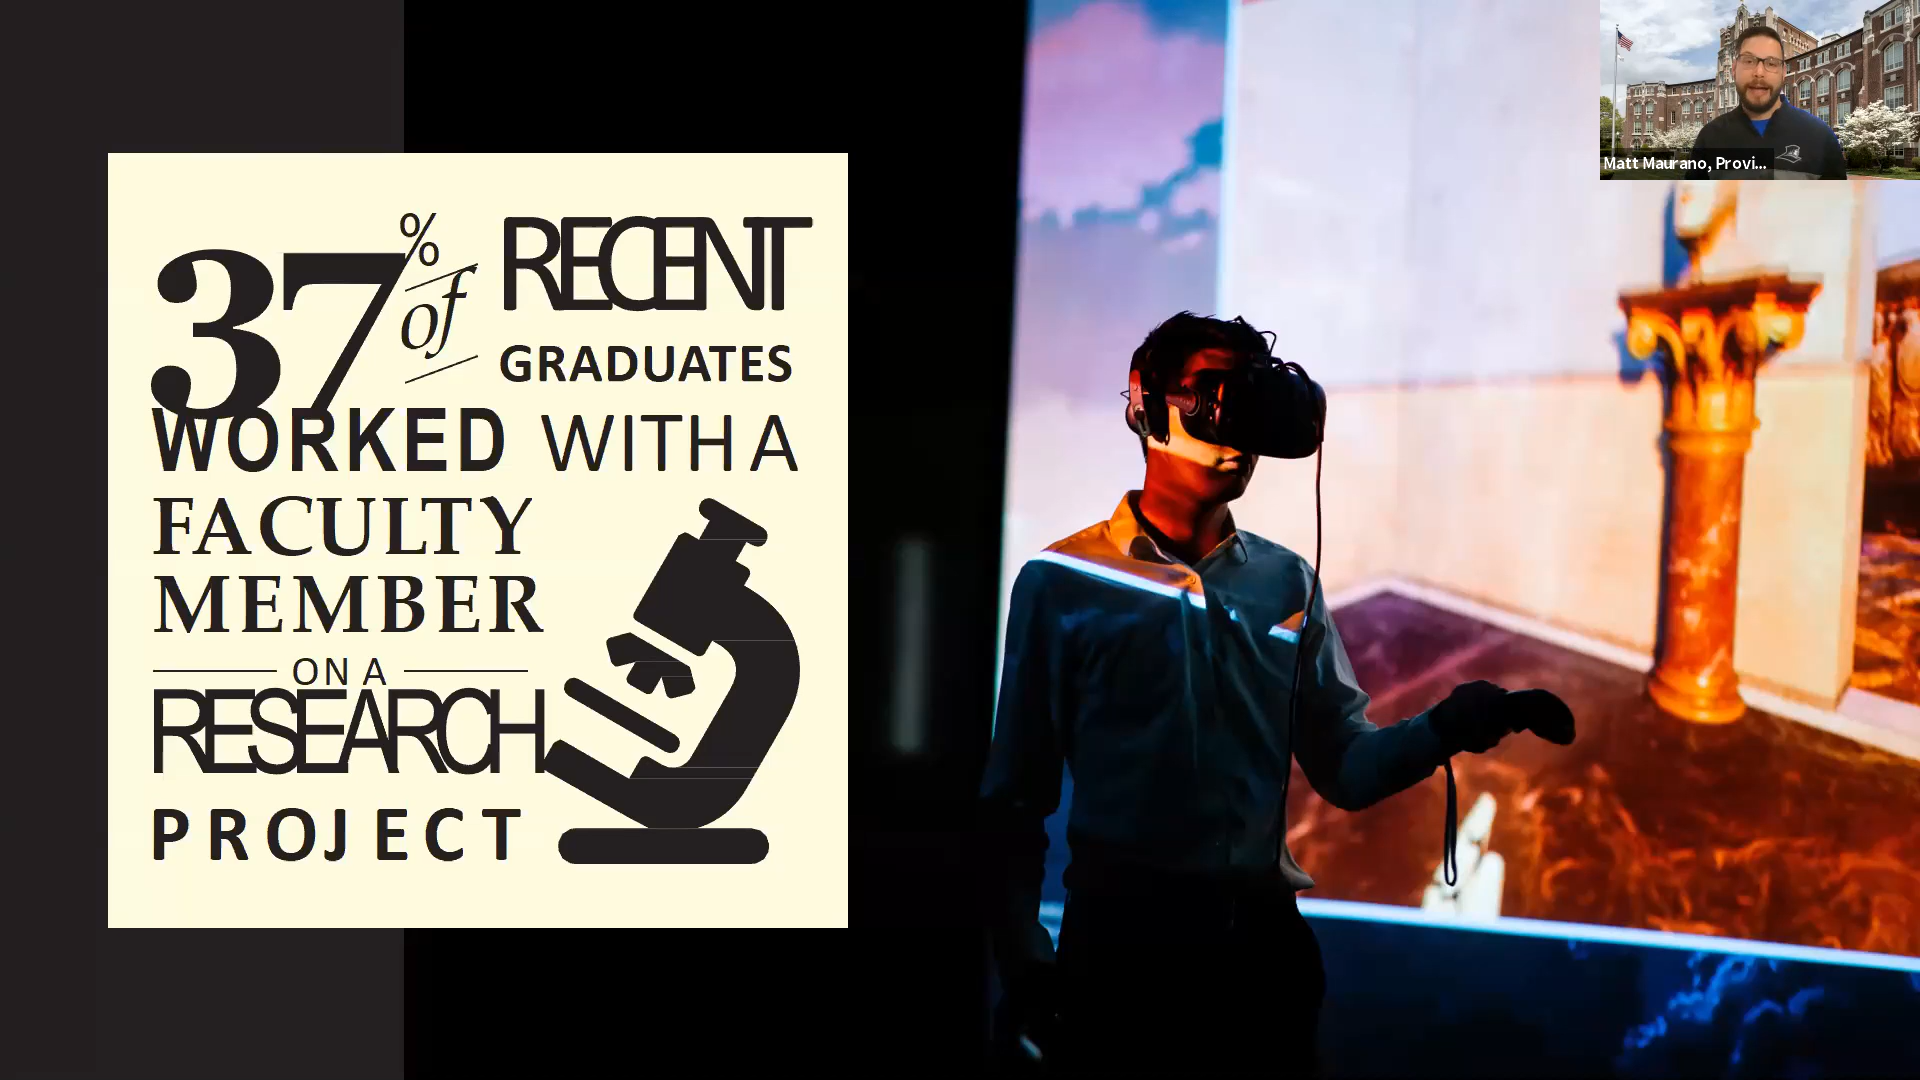 37% of RECENT
GRADUATES
WORKED WITH A
FACULTY
MEMBER
ON A
RESEARCH
PROJECT
Matt Maurano, Provi...